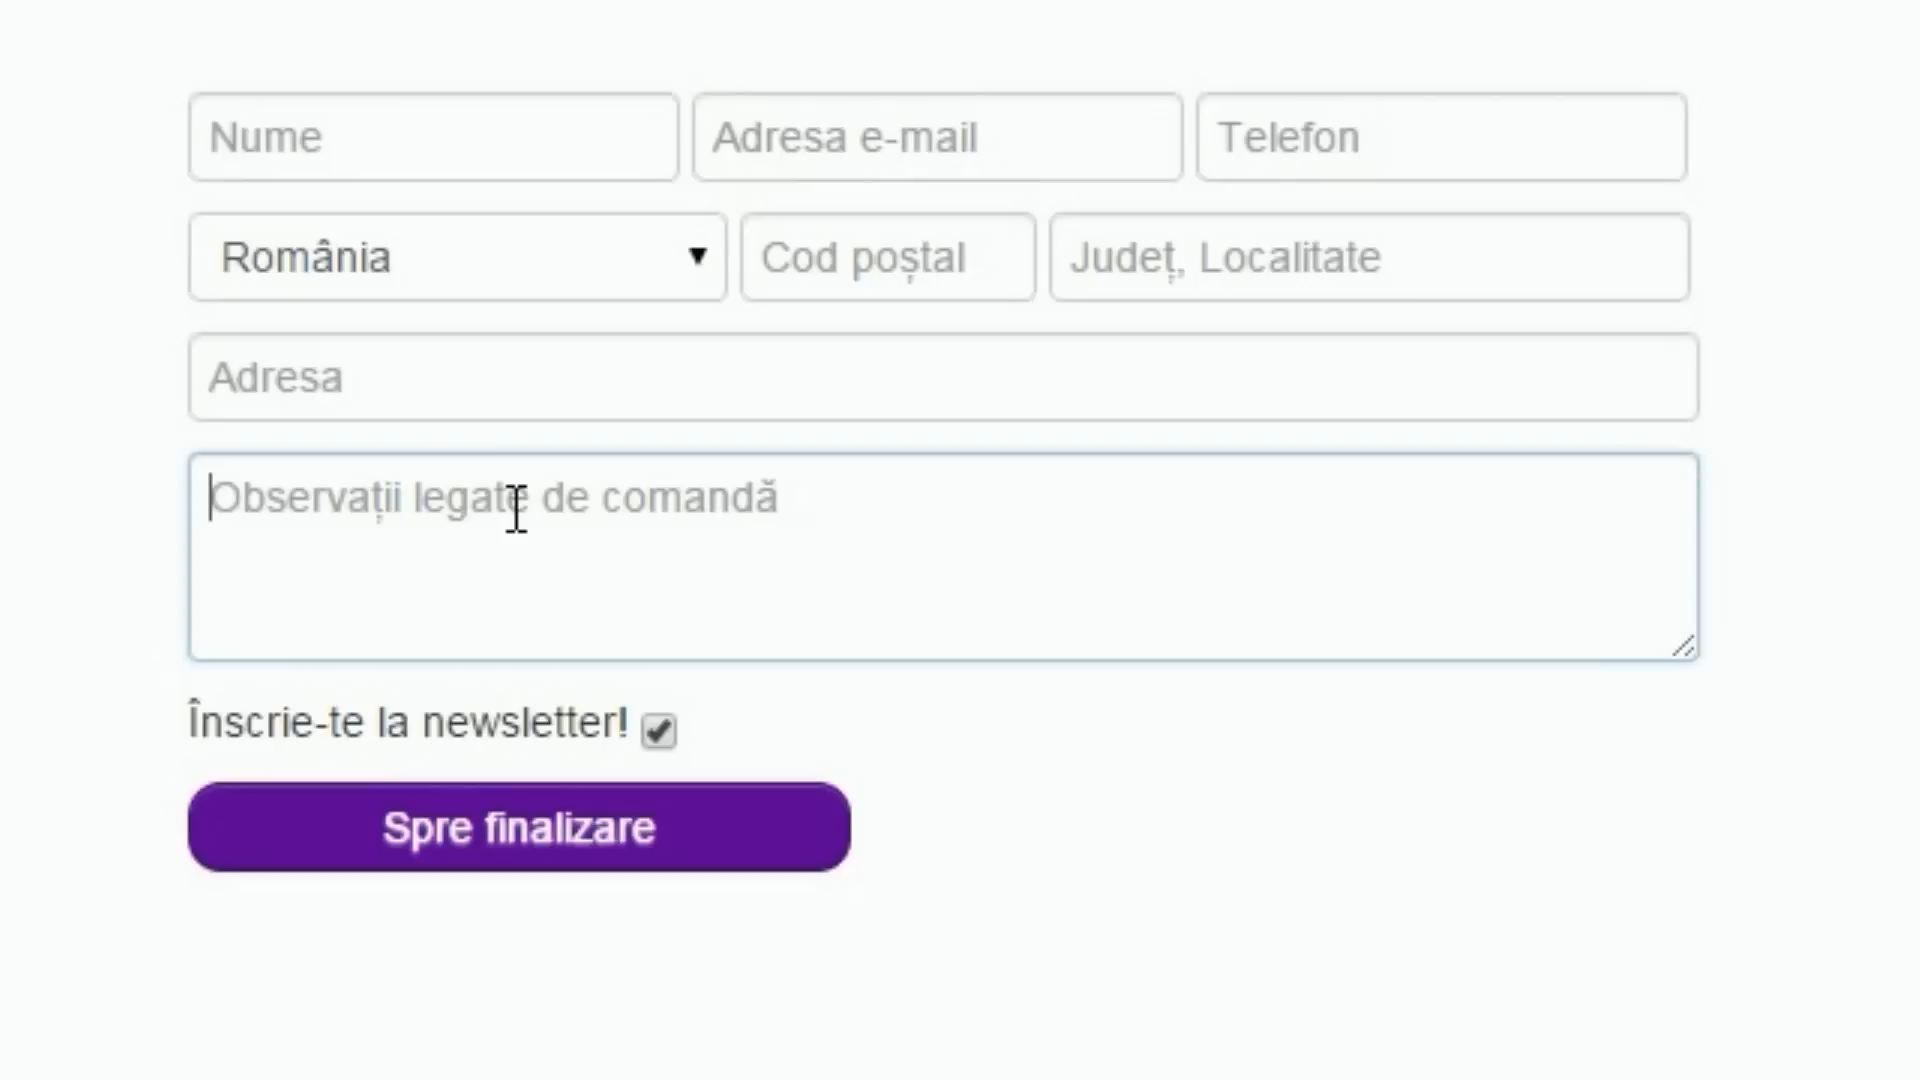 Nume Adresa e-mail Telefon
România Cod poștal Județ, Localitate
Adresa
Observații legate de comandă
Înscrie-te la newsletter!
Spre finalizare